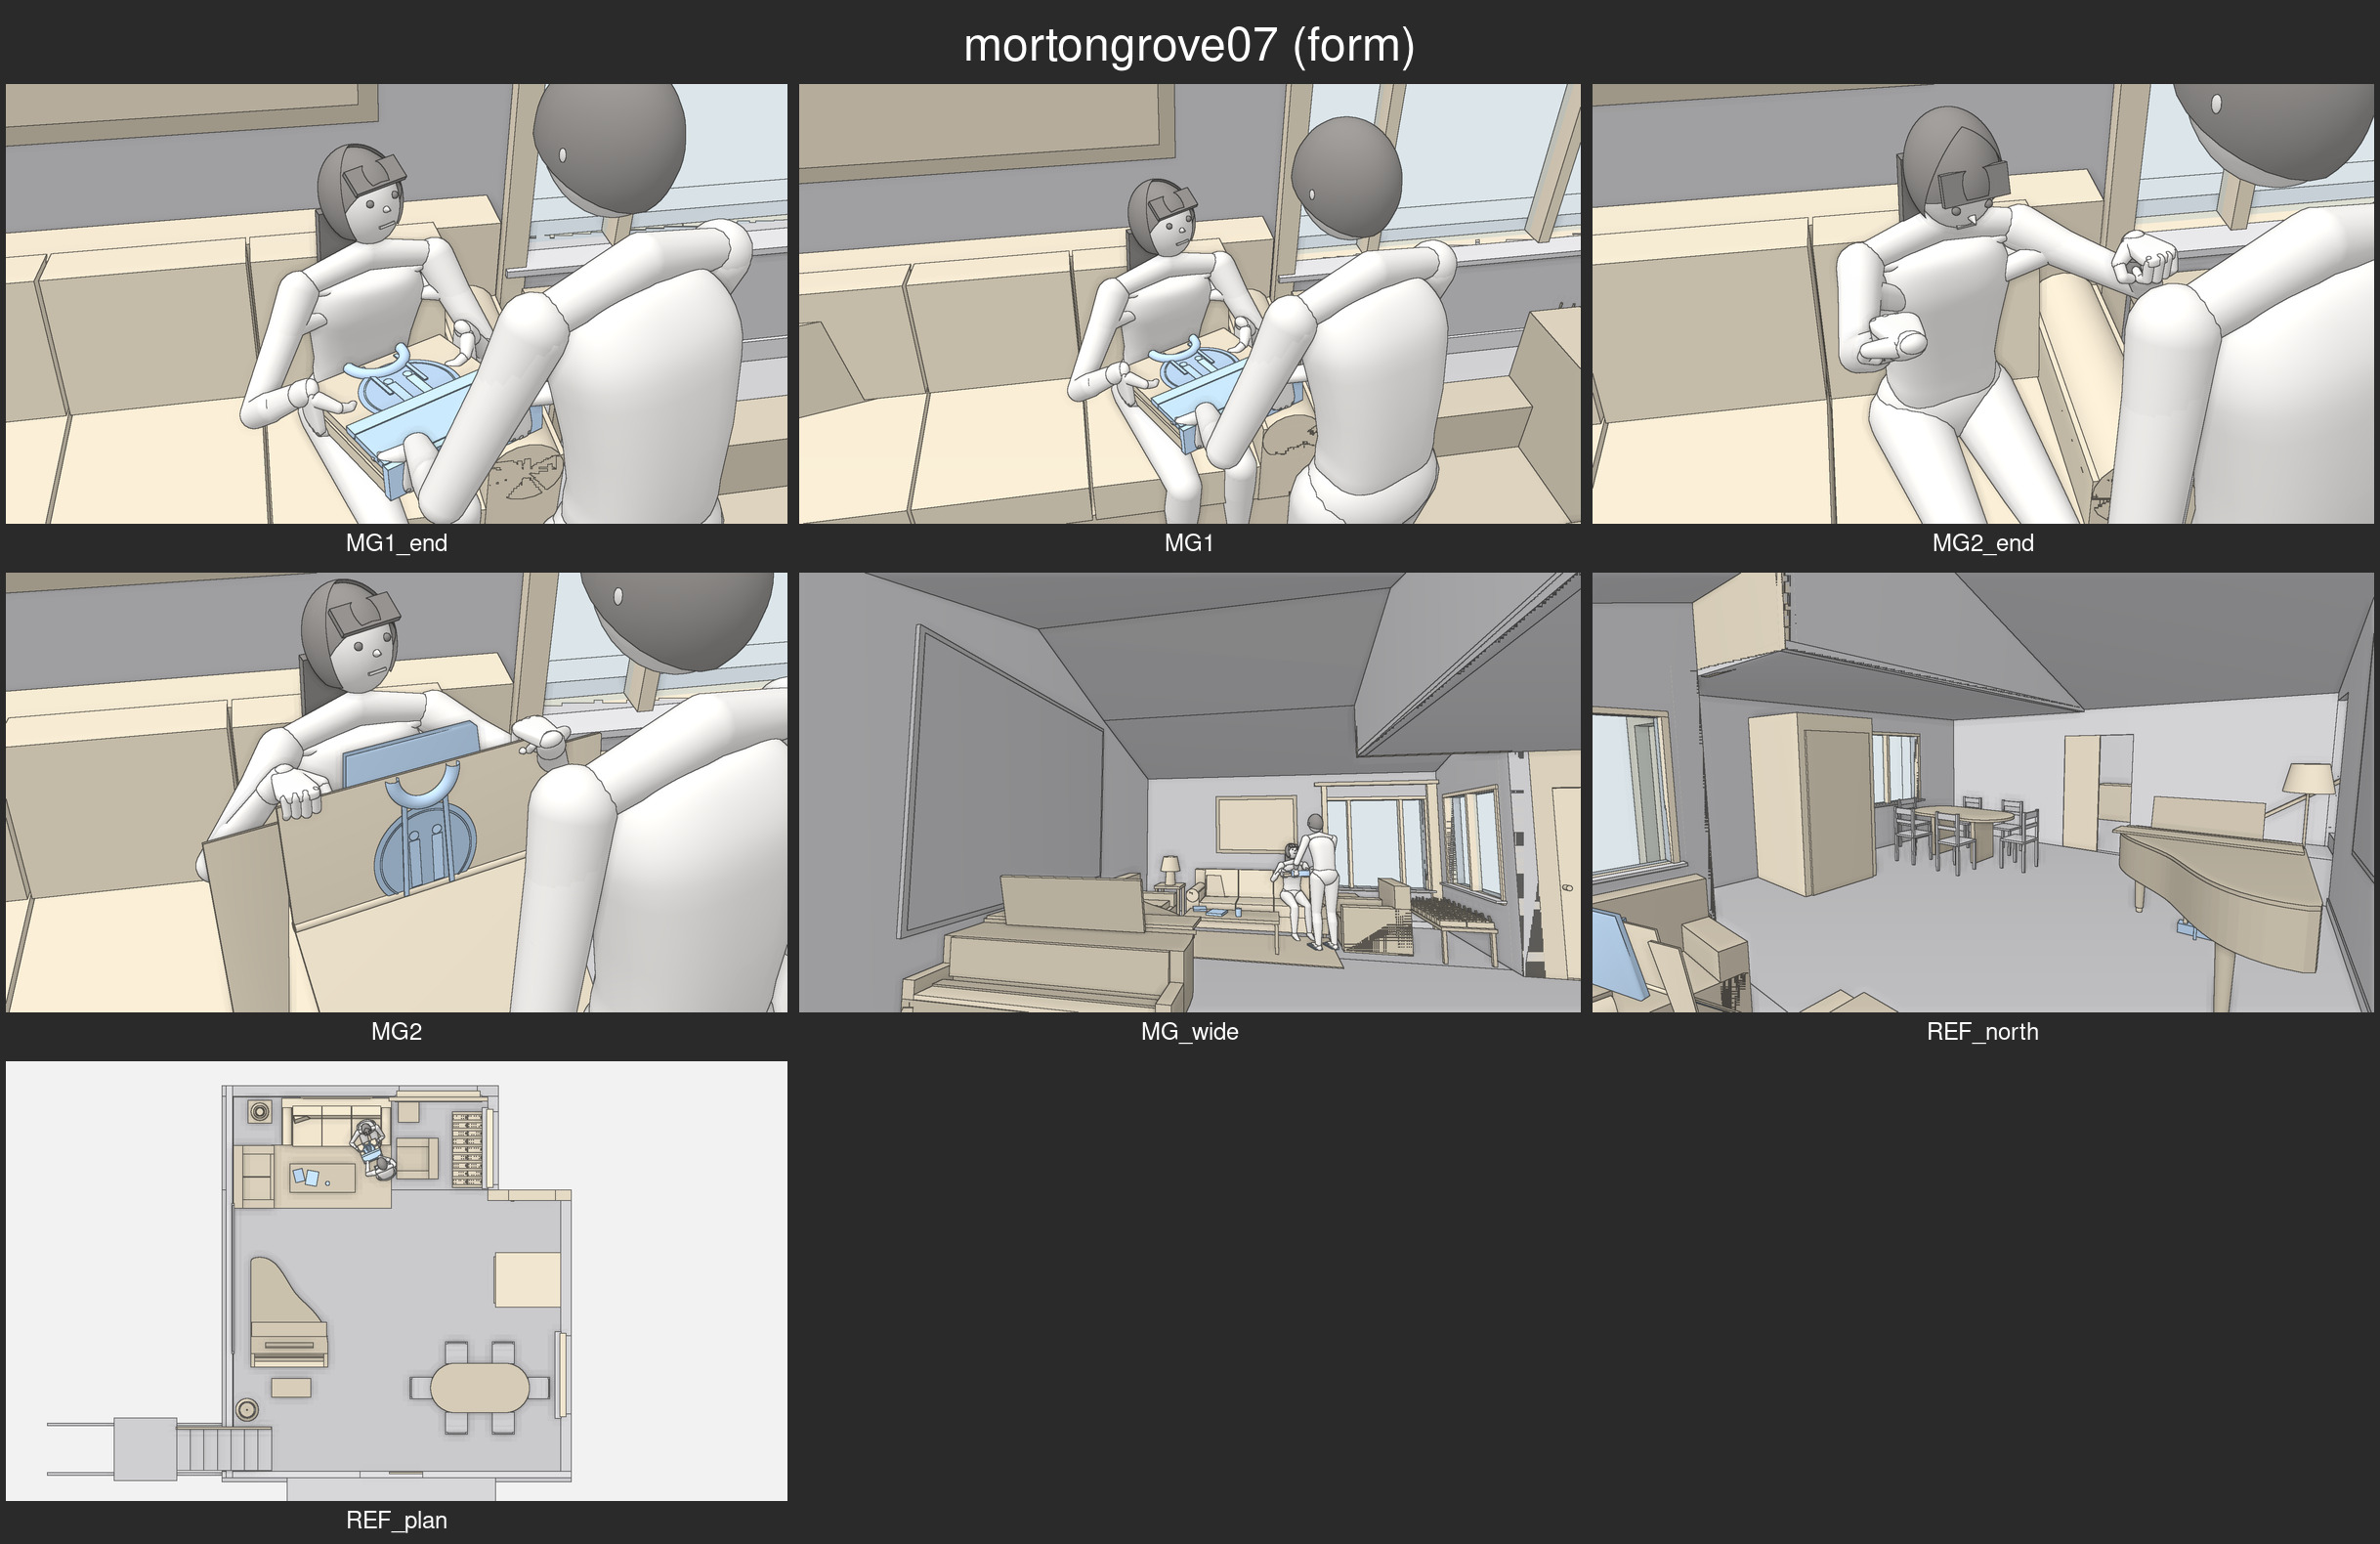 mortongrove07 (form)
MG1_end
MG1
MG2_end
MG2
MG_wide
REF_north
REF_plan